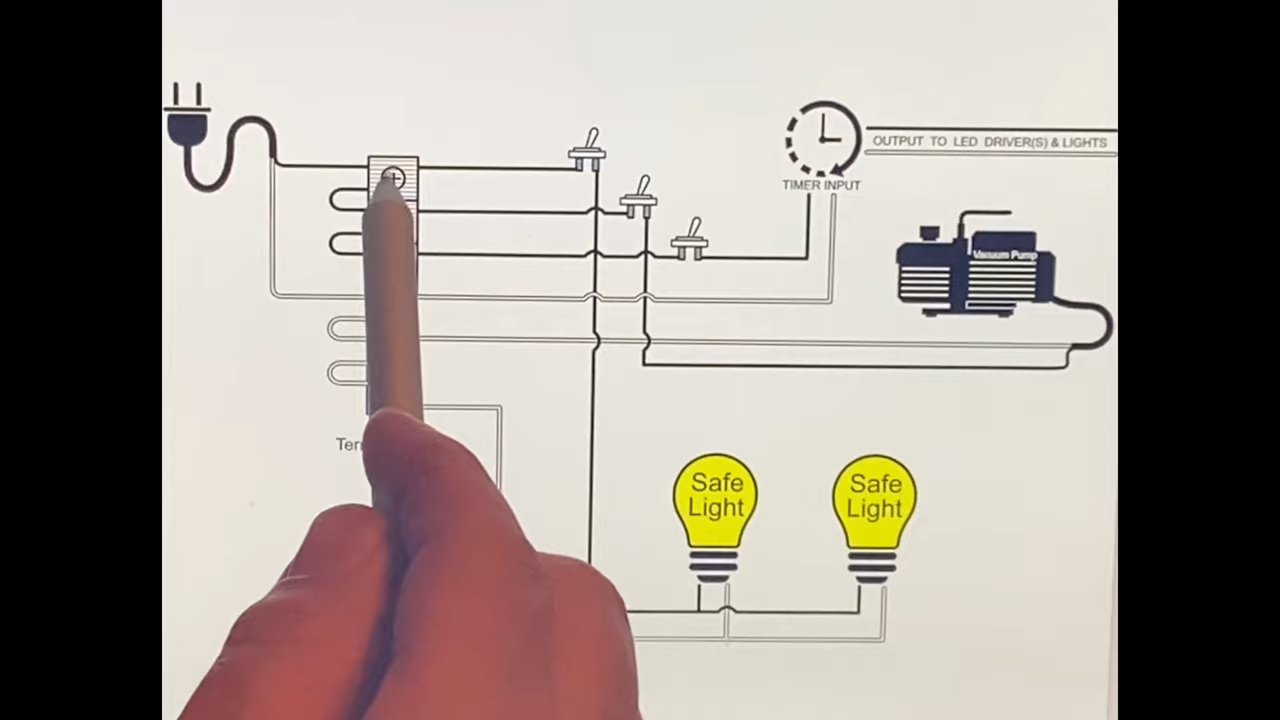 OUTPUT TO LED DRIVER(S) & LIGHTS
TIMER INPUT
Vacuum Pump
Safe
Light
Safe
Light